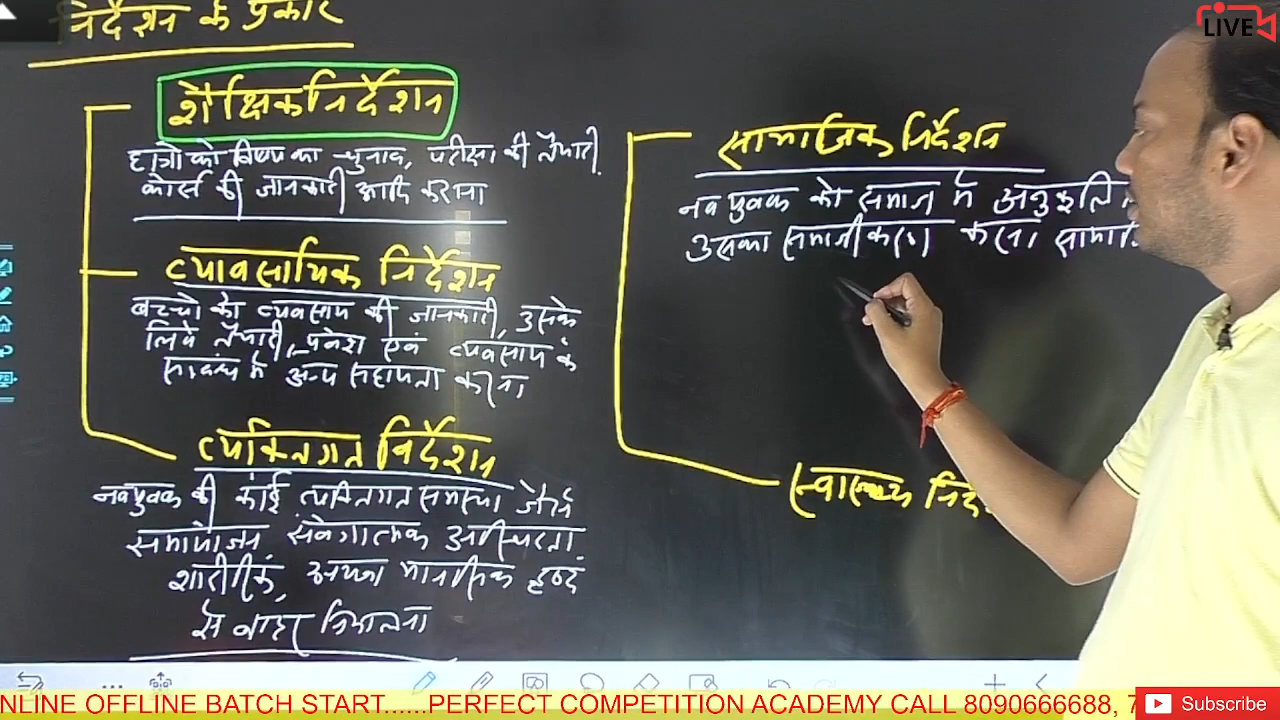 निर्देशन के प्रकार
शैक्षिक निर्देशन
छात्रों को विषय का चुनाव, परीक्षा की तैयारी
कोर्स की जानकारी आदि कराना
व्यावसायिक निर्देशन
बच्चो को व्यवसाय की जानकारी, उसके
लिये तैयारी, प्रवेश एवं व्यवसाय के
सम्बंध में अन्य सहायता करना
व्यक्तिगत निर्देशन
नवयुवक की कोई व्यक्तिगत समस्या जैसे
समायोजन, संवेगात्मक अस्थिरता
शारीरिक, अथवा मानसिक द्वन्द
से बाहर निकालना
सामाजिक निर्देशन
नवयुवक को समाज में
उसका समाजीकरण करना
स्वास्थ्य
LIVE
NLINE OFFLINE BATCH START......PERFECT COMPETITION ACADEMY CALL 8090666688, 7
Subscribe